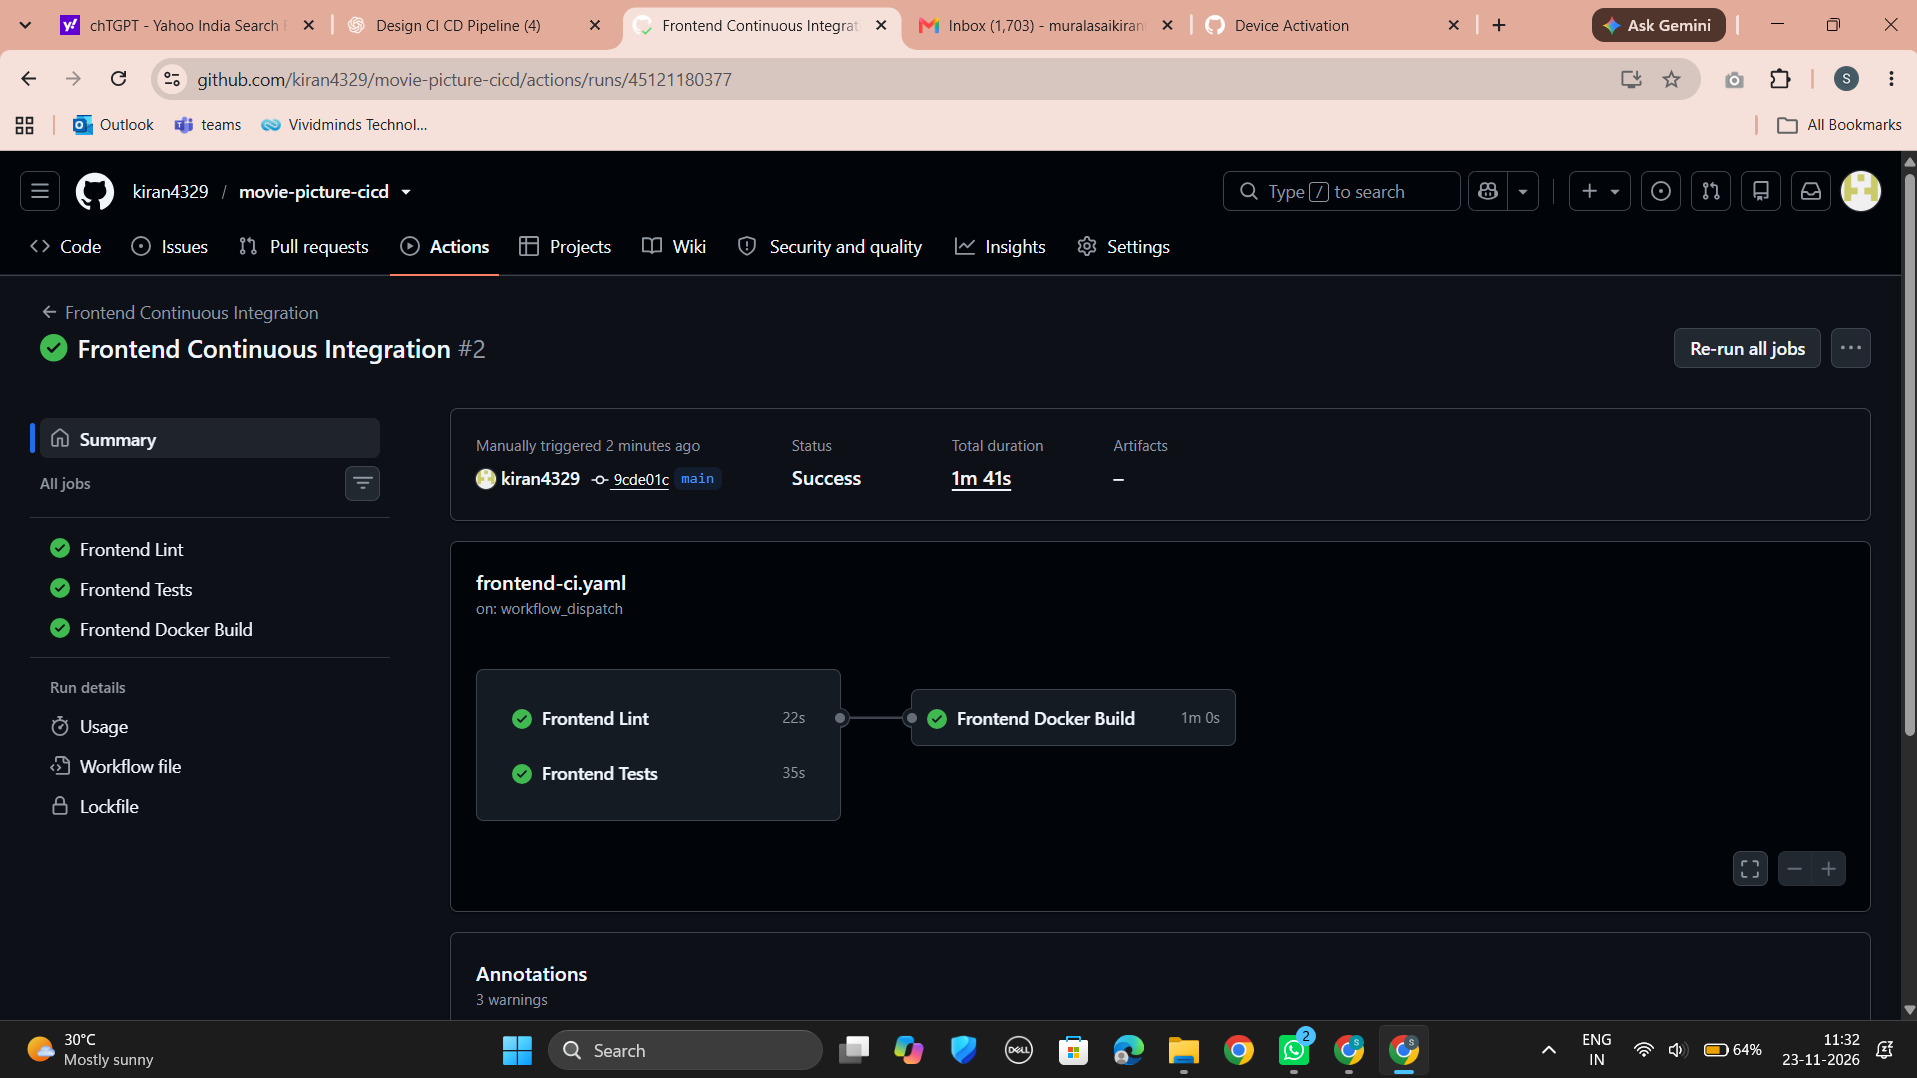 chTGPT - Yahoo India Search
Design CI CD Pipeline (4)
Frontend Continuous Integrat
Inbox (1,703) - muralasaikiran
Device Activation
Ask Gemini
github.com/kiran4329/movie-picture-cicd/actions/runs/45121180377
S
Outlook
teams
Vividminds Technol...
All Bookmarks
kiran4329 / movie-picture-cicd
Type / to search
Code
Issues
Pull requests
Actions
Projects
Wiki
Security and quality
Insights
Settings
Frontend Continuous Integration
Frontend Continuous Integration #2
Re-run all jobs
Summary
All jobs
Frontend Lint
Frontend Tests
Frontend Docker Build
Run details
Usage
Workflow file
Lockfile
Manually triggered 2 minutes ago
kiran4329 9cde01c main
Status
Success
Total duration
1m 41s
Artifacts
–
frontend-ci.yaml
on: workflow_dispatch
Frontend Lint 22s
Frontend Tests 35s
Frontend Docker Build 1m 0s
Annotations
3 warnings
30°C
Mostly sunny
Search
DELL
2
S
S
ENG
IN
64%
11:32
23-11-2026